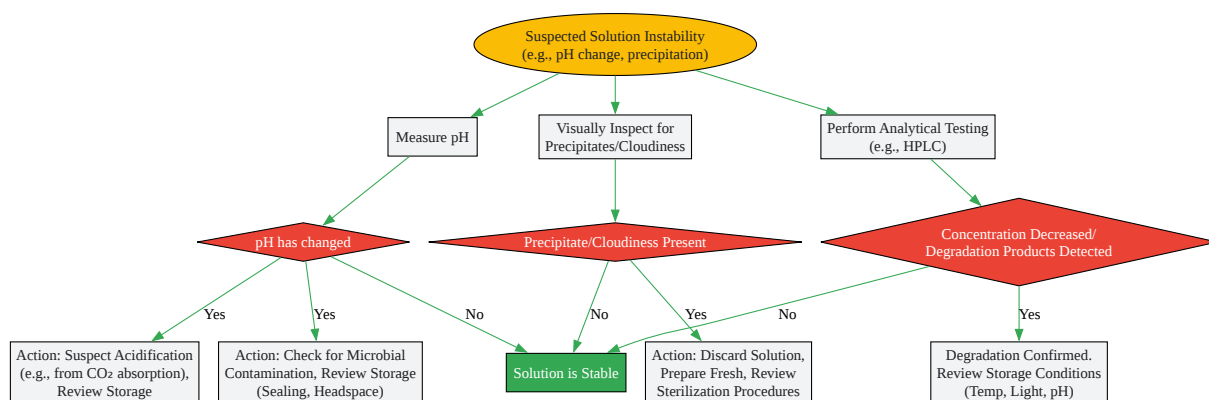 Suspected Solution Instability
(e.g., pH change, precipitation)
Measure pH
Visually Inspect for
Precipitates/Cloudiness
Perform Analytical Testing
(e.g., HPLC)
pH has changed
Precipitate/Cloudiness Present
Concentration Decreased/
Degradation Products Detected
Yes
Yes
No
No
Yes
No
Yes
Action: Suspect Acidification
(e.g., from CO₂ absorption),
Review Storage
Action: Check for Microbial
Contamination, Review Storage
(Sealing, Headspace)
Solution is Stable
Action: Discard Solution,
Prepare Fresh, Review
Sterilization Procedures
Degradation Confirmed.
Review Storage Conditions
(Temp, Light, pH)